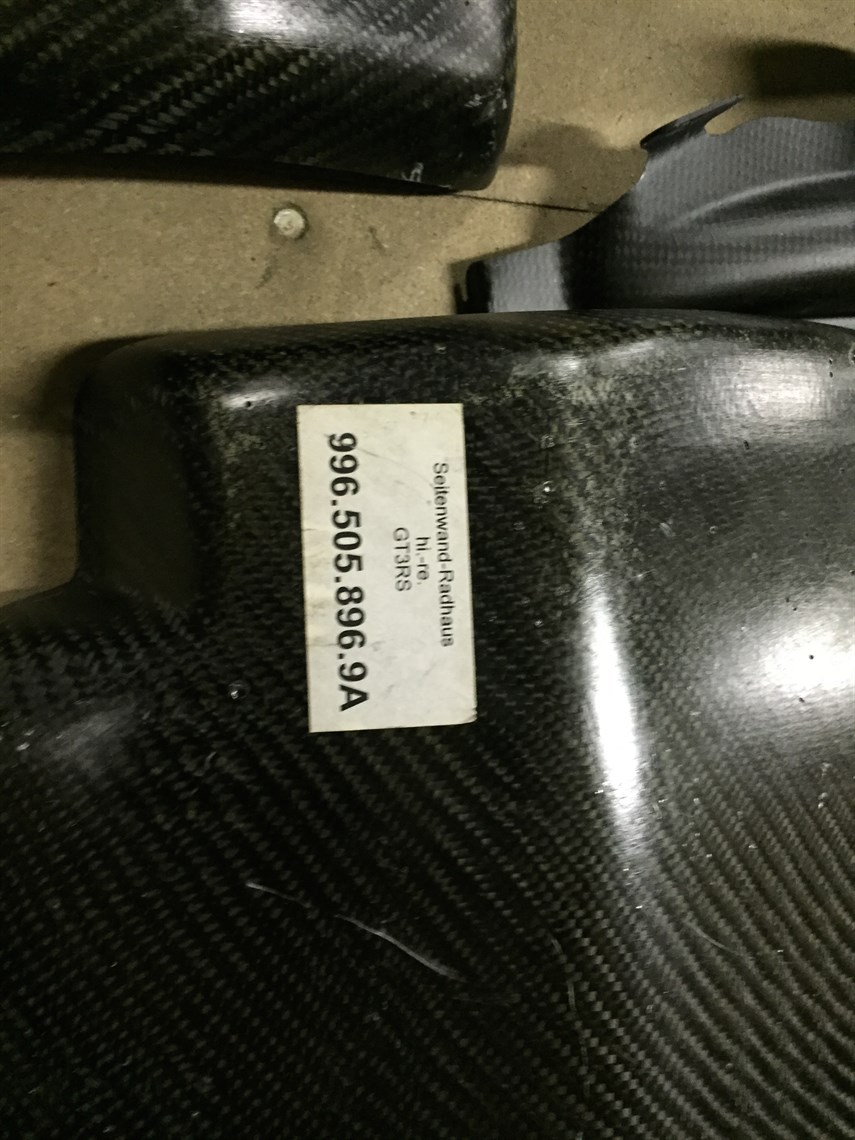 Seitenwand-Radhaus
hi.-re.
GT3RS
996.505.896.9A